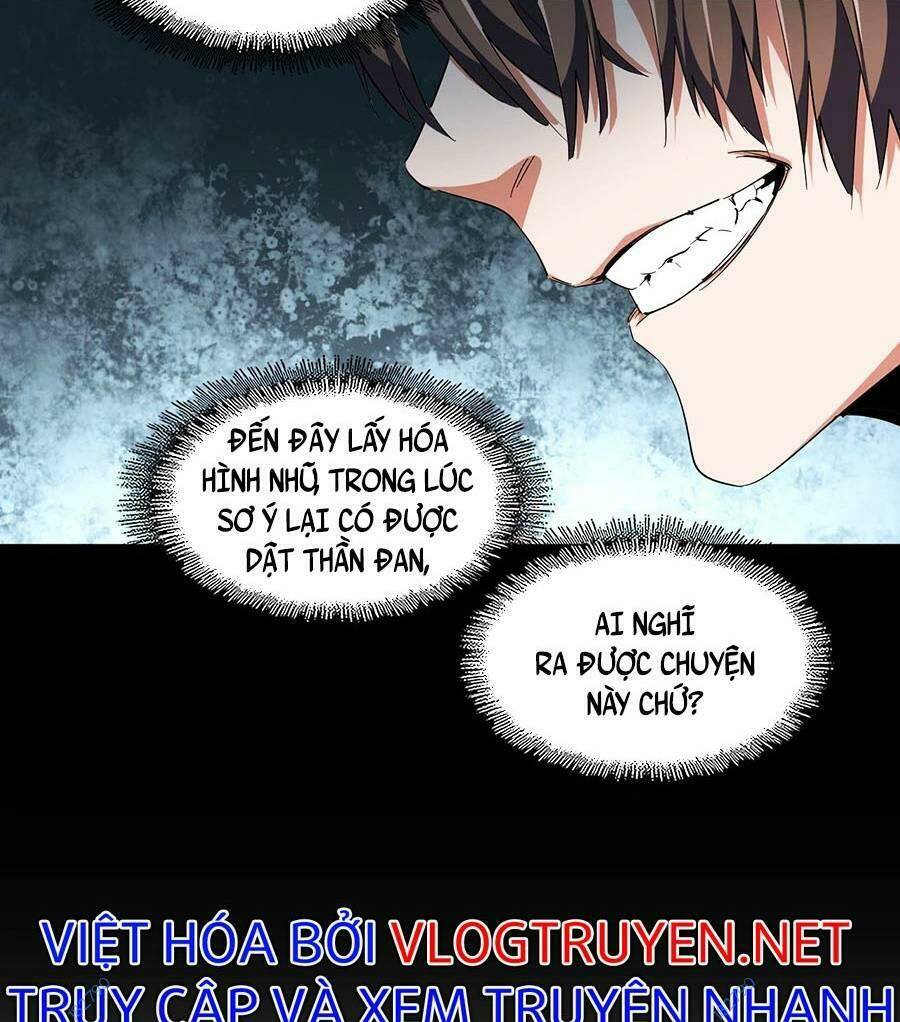 ĐẾN ĐÂY LẤY HÓA
HÌNH NHŨ, TRONG LÚC
SƠ Ý LẠI CÓ ĐƯỢC
DẬT THẦN ĐAN,
AI NGHĨ
RA ĐƯỢC CHUYỆN
NÀY CHỨ?
VIỆT HÓA BỞI VLOGTRUYEN.NET
TRUY CẬP VÀ XEM TRUYỆN NHANH